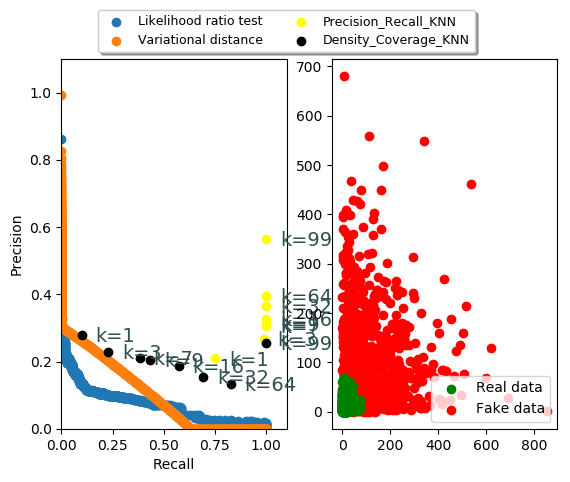 Likelihood ratio test
Variational distance
Precision_Recall_KNN
Density_Coverage_KNN
Precision
1.0
0.8
0.6
0.4
0.2
0.0
0.00 0.25 0.50 0.75 1.00
Recall
k=99
k=64
k=32
k=16
k=9
k=1
k=1
k=3
k=7
k=9
k=16
k=32
k=64
k=99
700
600
500
400
300
200
100
0
0 200 400 600 800
Real data
Fake data